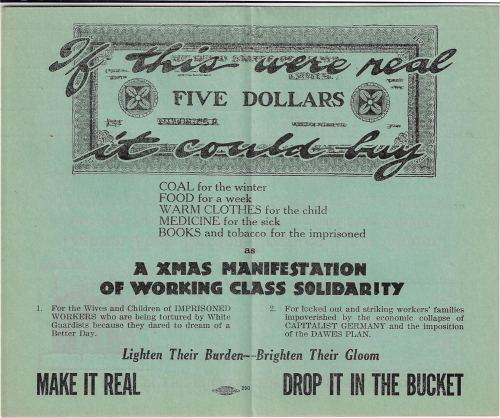 If this were real
FIVE DOLLARS
it could buy
COAL for the winter
FOOD for a week
WARM CLOTHES for the child
MEDICINE for the sick
BOOKS and tobacco for the imprisoned
as
A XMAS MANIFESTATION
OF WORKING CLASS SOLIDARITY
1. For the Wives and Children of IMPRISONED
WORKERS who are being tortured by White
Guardists because they dared to dream of a
Better Day.
2. For locked out and striking workers' families
impoverished by the economic collapse of
CAPITALIST GERMANY and the imposition
of the DAWES PLAN.
Lighten Their Burden--Brighten Their Gloom
MAKE IT REAL
DROP IT IN THE BUCKET